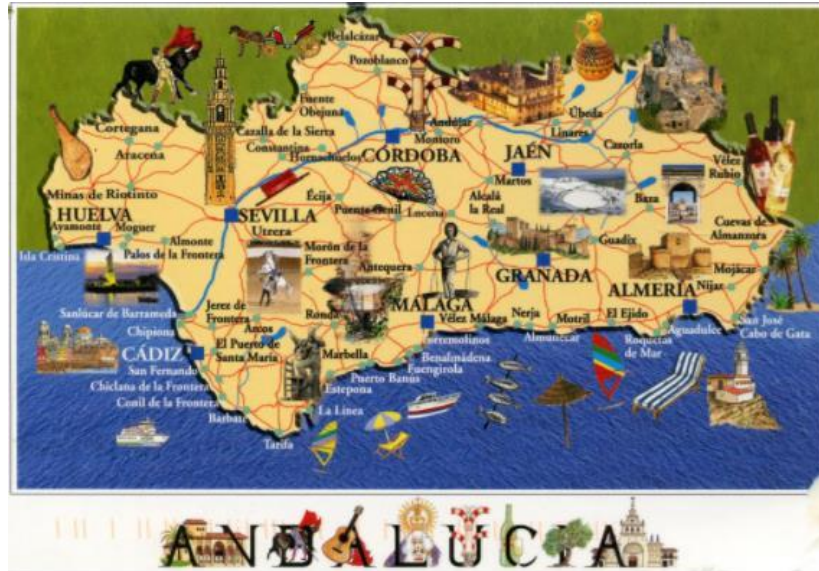 Belalcázar
Pozoblanco
Fuente
Obejuna
Cazalla de la Sierra
Constantina
Hornachuelos
Cortegana
Aracena
Minas de Riotinto
HUELVA
Ayamonte
Moguer
Isla Cristina
Palos de la Frontera
Almonte
SEVILLA
Utrera
Écija
Morón de la
Frontera
CÓRDOBA
Montoro
Andújar
Puente Genil
Lucena
Antequera
JAÉN
Martos
Alcalá
la Real
Linares
Úbeda
Cazorla
Vélez
Rubio
Baza
Guadix
GRANADA
Cuevas de
Almanzora
Mojácar
Níjar
ALMERÍA
San José
Cabo de Gata
Aguadulce
El Ejido
Roquetas
de Mar
Motril
Almuñécar
Nerja
Vélez Málaga
MÁLAGA
Torremolinos
Benalmádena
Fuengirola
Marbella
Puerto Banus
Estepona
Ronda
La Línea
Tarifa
Barbate
Conil de la Frontera
Chiclana de la Frontera
San Fernando
CÁDIZ
El Puerto de
Santa María
Arcos
Jerez de
Frontera
Chipiona
Sanlúcar de Barrameda
ANDALUCIA